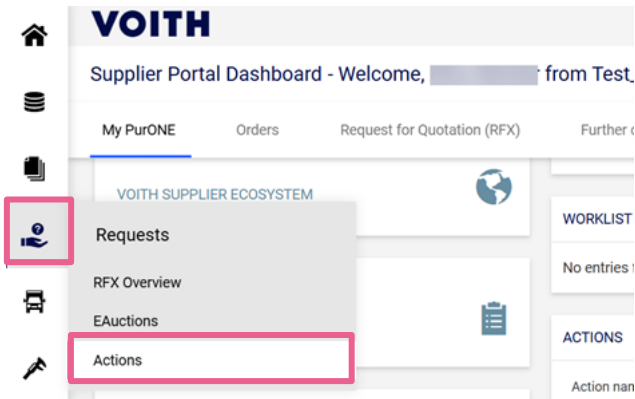 VOITH
Supplier Portal Dashboard - Welcome, from Test_
My PurONE Orders Request for Quotation (RFX) Further
VOITH SUPPLIER ECOSYSTEM
WORKLIST
Requests
No entries
RFX Overview
EAuctions
ACTIONS
Actions
Action nam